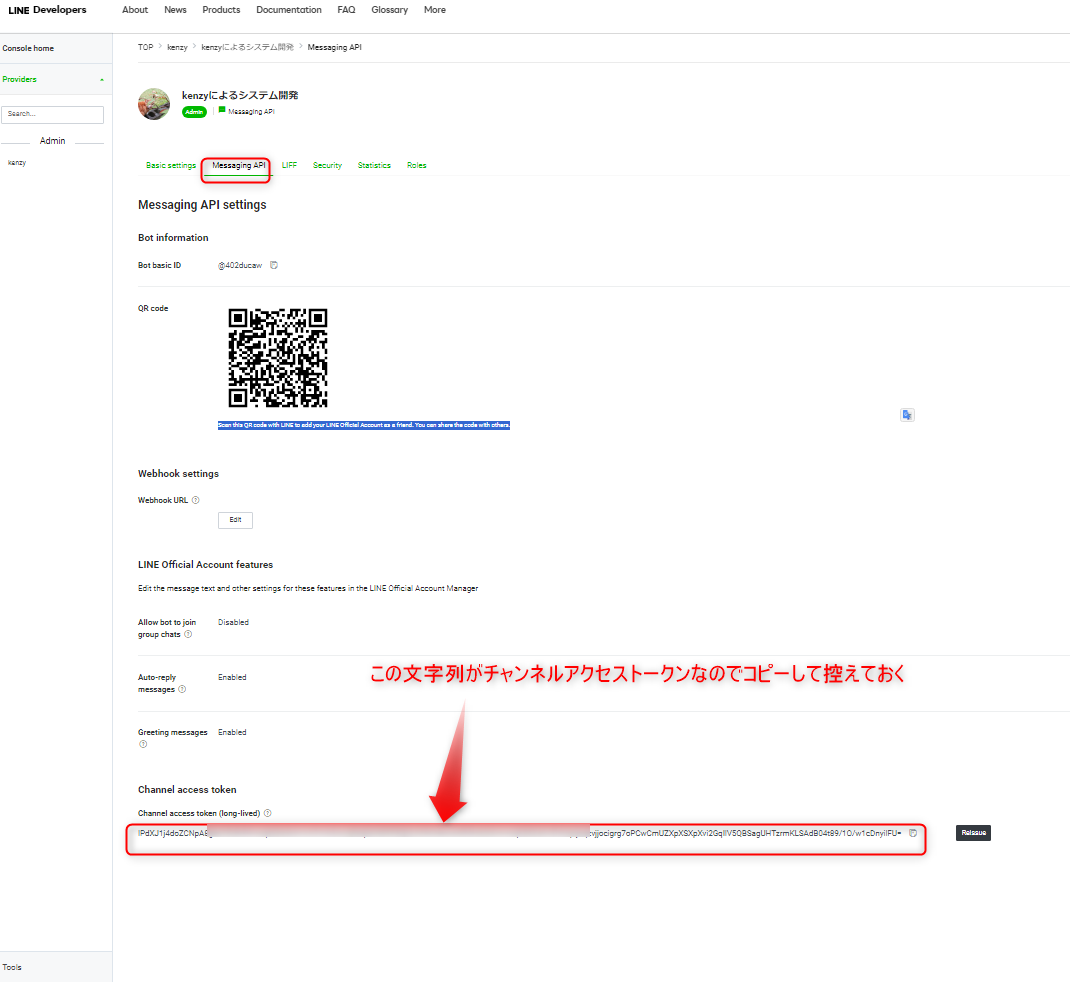 LINE Developers
About News Products Documentation FAQ Glossary More
Console home
Providers
Search...
Admin
kenzy
TOP > kenzy > kenzyによるシステム開発 > Messaging API
kenzyによるシステム開発
Admin Messaging API
Basic settings Messaging API LIFF Security Statistics Roles
Messaging API settings
Bot information
Bot basic ID @402ducaw
QR code
Scan this QR code with LINE to add your LINE Official Account as a friend. You can share the code with others.
Webhook settings
Webhook URL
Edit
LINE Official Account features
Edit the message text and other settings for these features in the LINE Official Account Manager
Allow bot to join
group chats
Disabled
この文字列がチャンネルアクセストークンなのでコピーして控えておく
Auto-reply
messages
Enabled
Greeting messages Enabled
Channel access token
Channel access token (long-lived)
Reissue
Tools